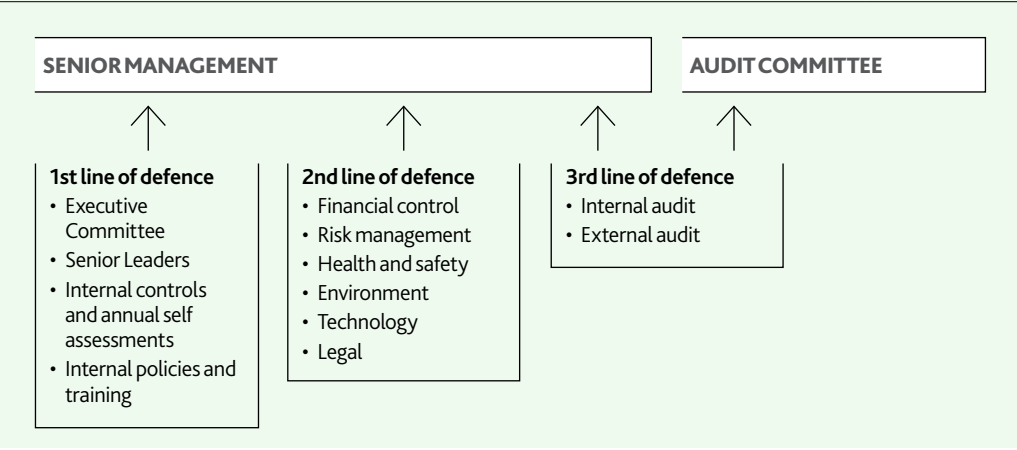 SENIOR MANAGEMENT
AUDIT COMMITTEE
1st line of defence
• Executive
Committee
• Senior Leaders
• Internal controls
and annual self
assessments
• Internal policies and
training
2nd line of defence
• Financial control
• Risk management
• Health and safety
• Environment
• Technology
• Legal
3rd line of defence
• Internal audit
• External audit